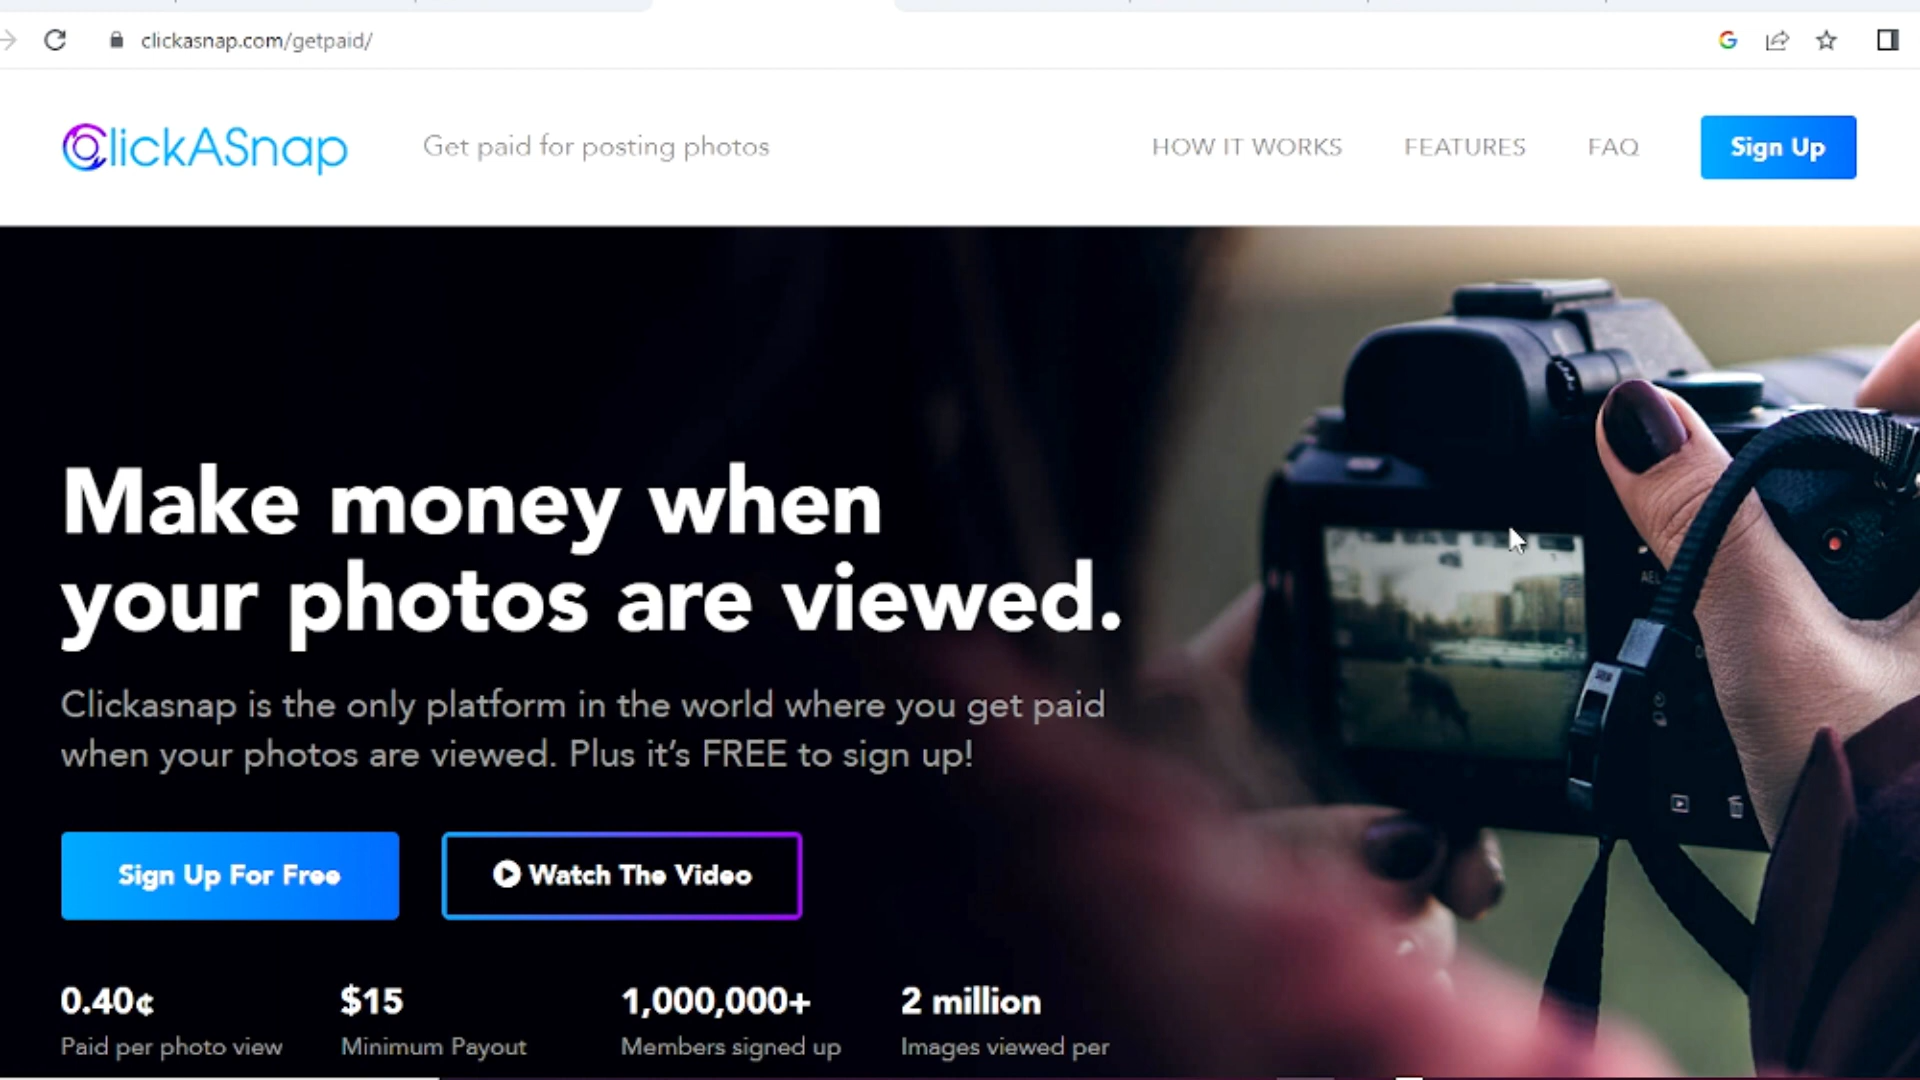 clickasnap.com/getpaid/
ClickASnap
Get paid for posting photos
HOW IT WORKS
FEATURES
FAQ
Sign Up
Make money when
your photos are viewed.
Clickasnap is the only platform in the world where you get paid
when your photos are viewed. Plus it's FREE to sign up!
Sign Up For Free
Watch The Video
0.40¢
$15
1,000,000+
2 million
Paid per photo view
Minimum Payout
Members signed up
Images viewed per
AEL